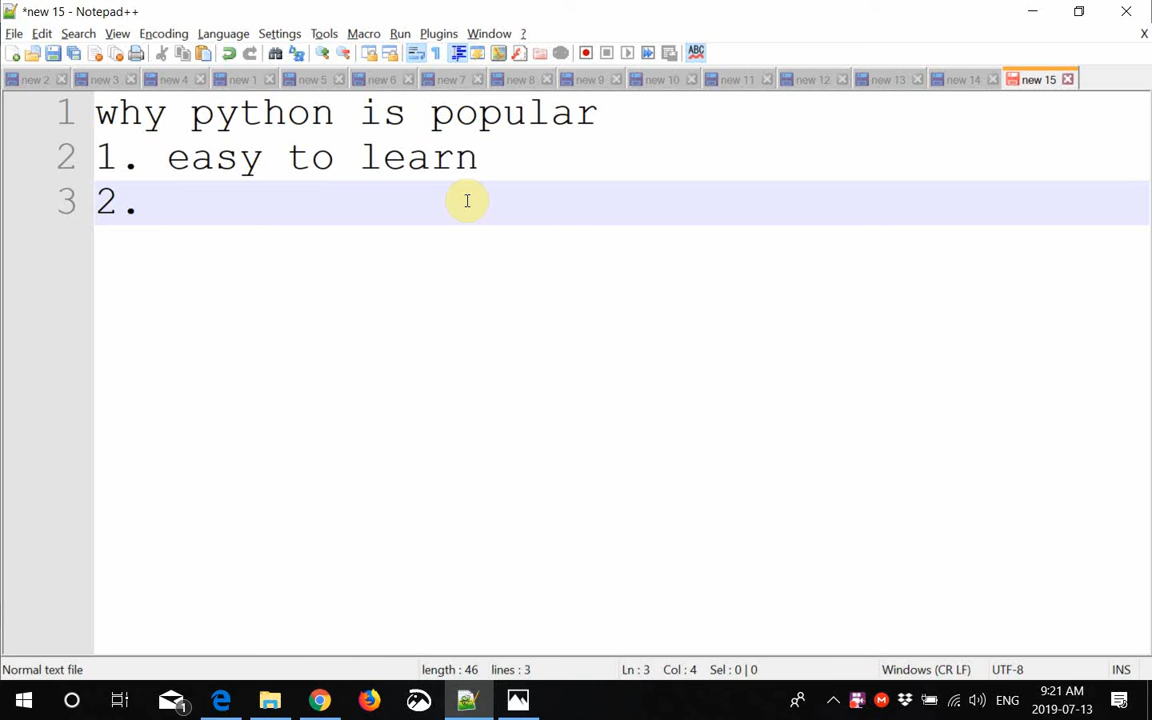 *new 15 - Notepad++
File Edit Search View Encoding Language Settings Tools Macro Run Plugins Window ? X
ABC
new 2 new 3 new 4 new 1 new 5 new 6 new 7 new 8 new 9 new 10 new 11 new 12 new 13 new 14 new 15
1 why python is popular
2 1. easy to learn
3 2.
Normal text file length : 46 lines : 3 Ln : 3 Col : 4 Sel : 0 | 0 Windows (CR LF) UTF-8 INS
1 ENG 9:21 AM
2019-07-13